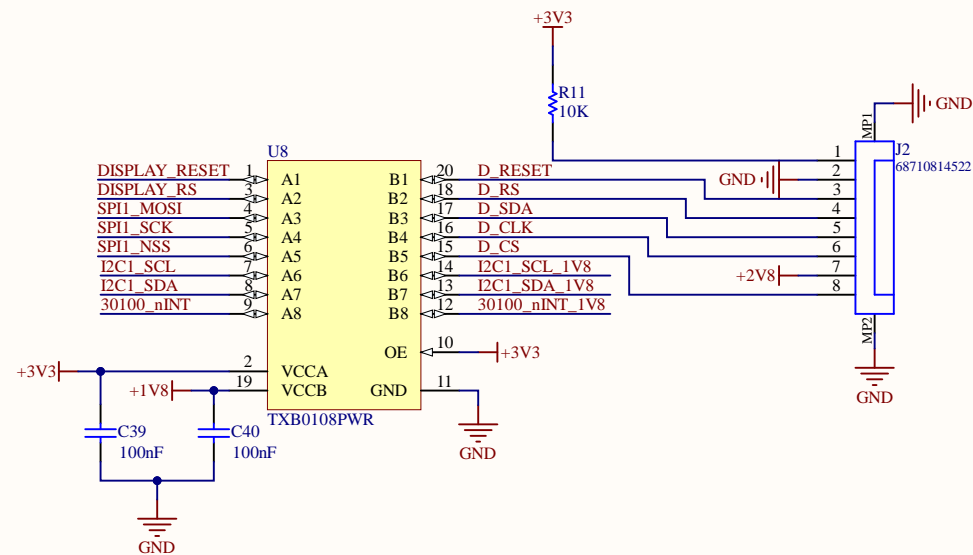 +3V3
R11
10K
GND
MP1
J2
68710814522
1
2
3
4
5
6
7
8
GND
+2V8
MP2
GND
U8
DISPLAY_RESET 1 A1 B1 20 D_RESET
DISPLAY_RS 3 A2 B2 18 D_RS
SPI1_MOSI 4 A3 B3 17 D_SDA
SPI1_SCK 5 A4 B4 16 D_CLK
SPI1_NSS 6 A5 B5 15 D_CS
I2C1_SCL 7 A6 B6 14 I2C1_SCL_1V8
I2C1_SDA 8 A7 B7 13 I2C1_SDA_1V8
30100_nINT 9 A8 B8 12 30100_nINT_1V8
OE 10 +3V3
+3V3 2 VCCA
+1V8 19 VCCB GND 11
TXB0108PWR
C39
100nF
C40
100nF
GND
GND